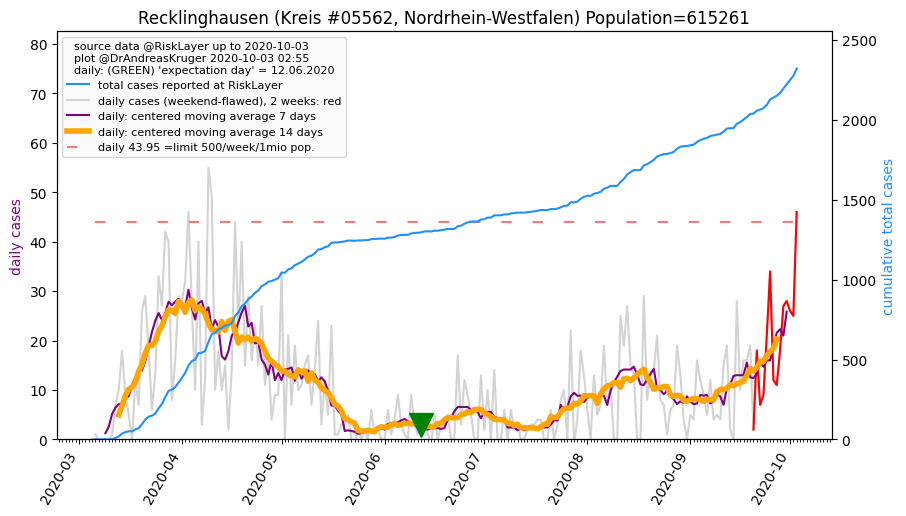 Recklinghausen (Kreis #05562, Nordrhein-Westfalen) Population=615261
source data @RiskLayer up to 2020-10-03
plot @DrAndreasKruger 2020-10-03 02:55
daily: (GREEN) 'expectation day' = 12.06.2020
total cases reported at RiskLayer
daily cases (weekend-flawed), 2 weeks: red
daily: centered moving average 7 days
daily: centered moving average 14 days
daily 43.95 =limit 500/week/1mio pop.
daily cases
80
70
60
50
40
30
20
10
0
2500
2000
1500
1000
500
0
cumulative total cases
2020-03
2020-04
2020-05
2020-06
2020-07
2020-08
2020-09
2020-10